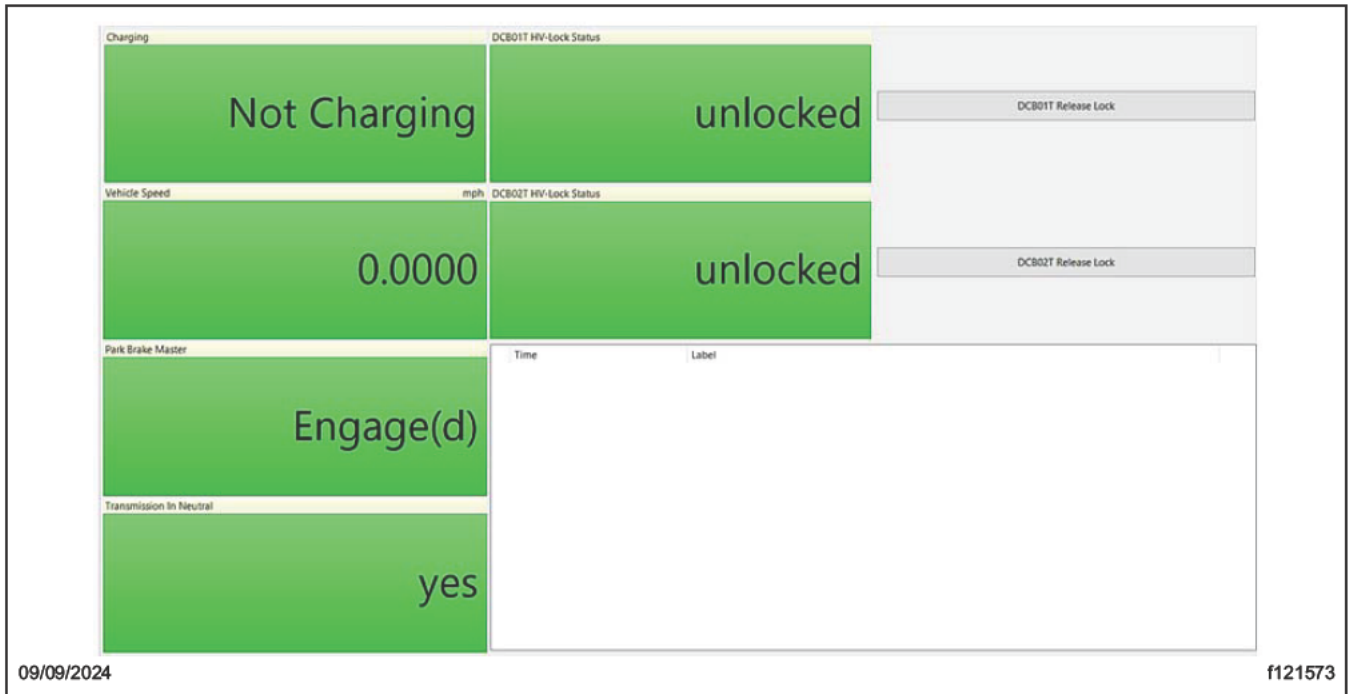 Charging
DCB01T HV-Lock Status
Not Charging
unlocked
DCB01T Release Lock
Vehicle Speed mph
DCB02T HV-Lock Status
0.0000
unlocked
DCB02T Release Lock
Park Brake Master
Engage(d)
Time Label
Transmission In Neutral
yes
09/09/2024
f121573